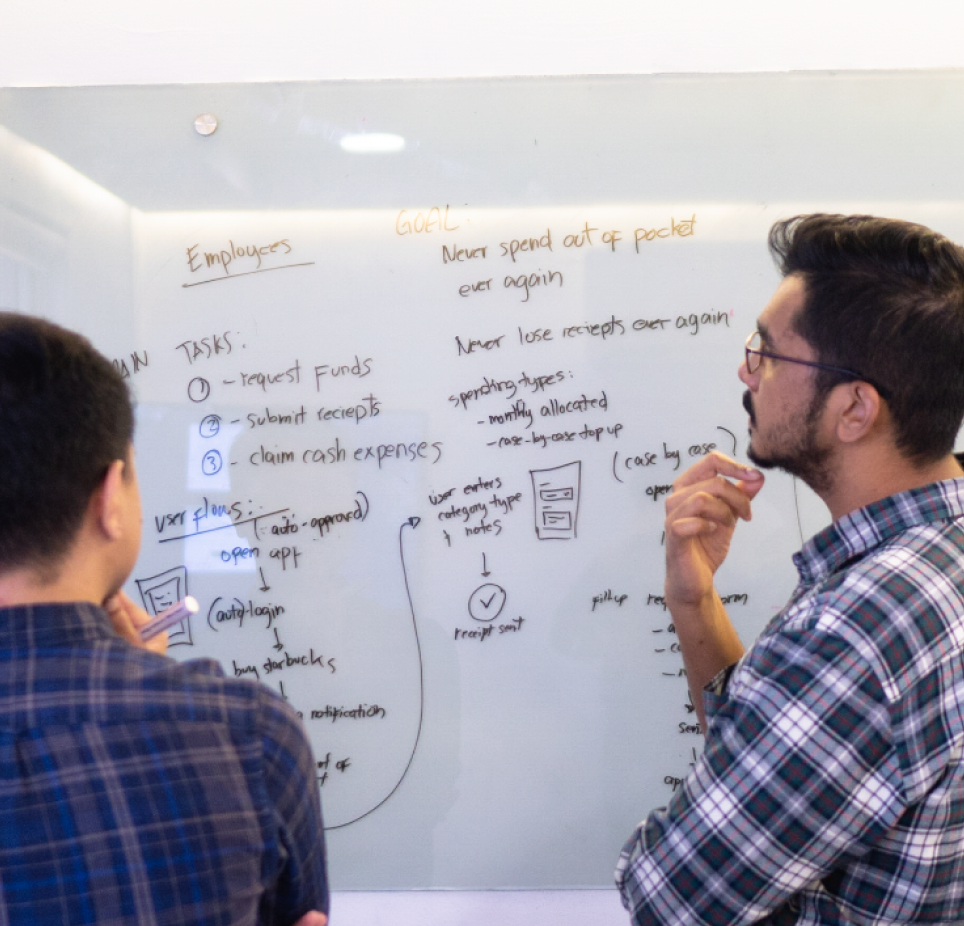 GOAL:
Employees
Never spend out of pocket
ever again
Never lose reciepts over again
TASKS:
① - request Funds
② - submit reciepts
③ - claim cash expenses
spending types:
- monthly allocated
- case-by-case top up
user flows:
(auto-approved)
open app
(auto)-login
buy starbucks
notification
of
user enters
category type
+ notes
receipt sent
(case by case)